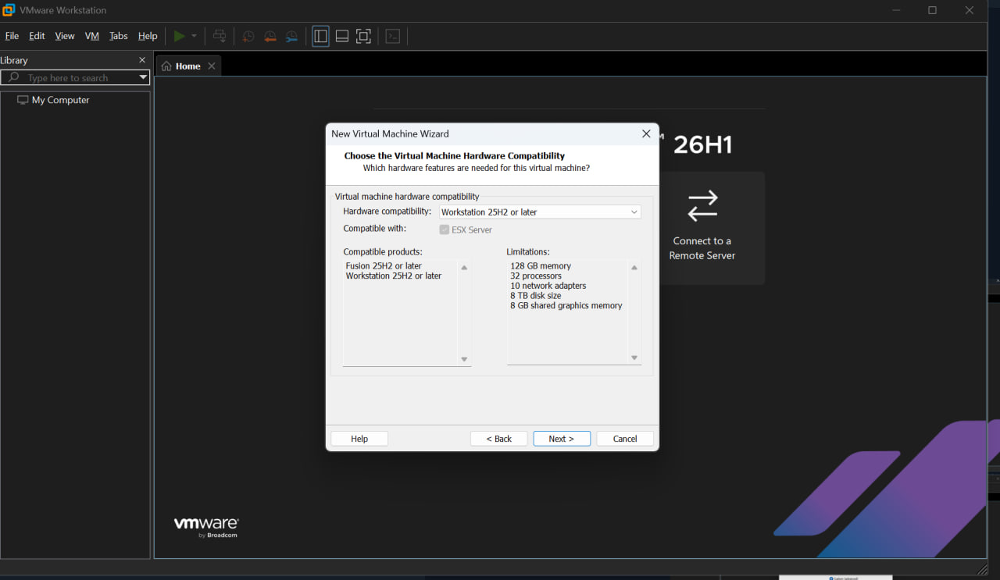 VMware Workstation
File Edit View VM Tabs Help
Library
Type here to search
Home
My Computer
26H1
New Virtual Machine Wizard
Choose the Virtual Machine Hardware Compatibility
Which hardware features are needed for this virtual machine?
Virtual machine hardware compatibility
Hardware compatibility: Workstation 25H2 or later
Compatible with: ESX Server
Compatible products:
Fusion 25H2 or later
Workstation 25H2 or later
Limitations:
128 GB memory
32 processors
10 network adapters
8 TB disk size
8 GB shared graphics memory
Connect to a
Remote Server
Help < Back Next > Cancel
vmware®
by Broadcom